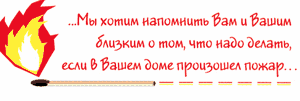 ...Мы хотим напомнить Вам и Вашим
близким о том, что надо делать,
если в Вашем доме произошел пожар...